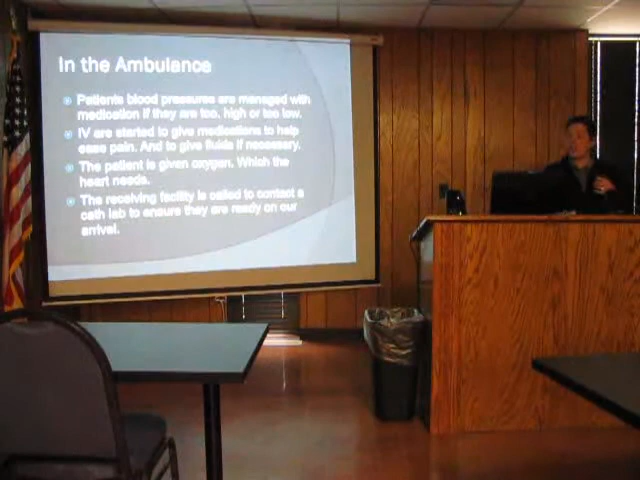 In the Ambulance
Patients blood pressures are managed with
medication if they are too, high or too low.
IV are started to give medications to help
ease pain. And to give fluids if necessary.
The patient is given oxygen. Which the
heart needs.
The receiving facility is called to contact a
cath lab to ensure they are ready on our
arrival.